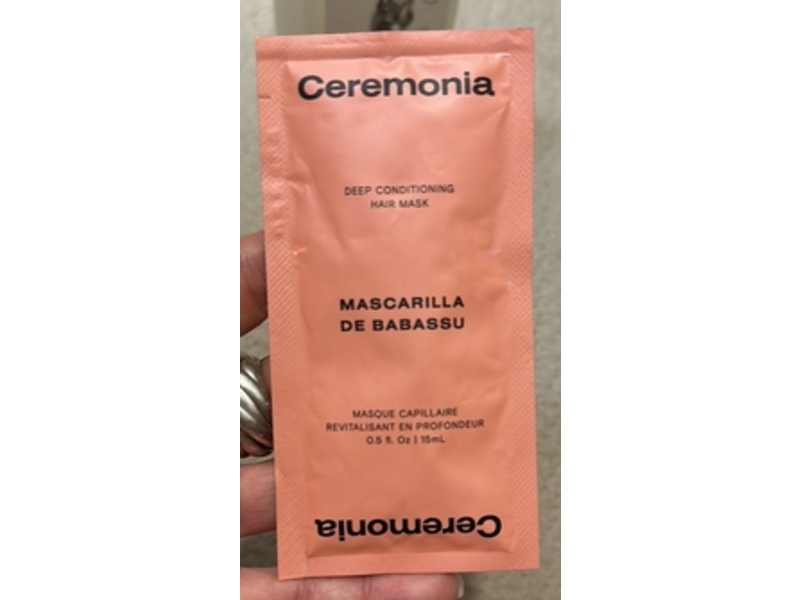 Ceremonia
DEEP CONDITIONING
HAIR MASK
MASCARILLA
DE BABASSU
MASQUE CAPILLAIRE
REVITALISANT EN PROFONDEUR
0.5 fl. Oz | 15mL
Ceremonia